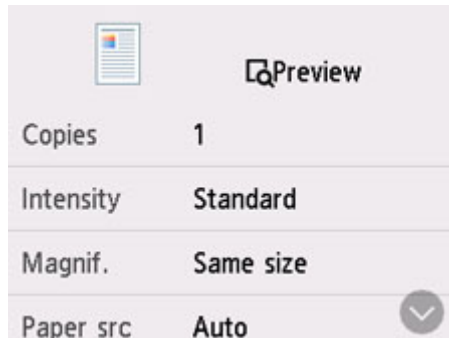 Preview
Copies 1
Intensity Standard
Magnif. Same size
Paper src Auto